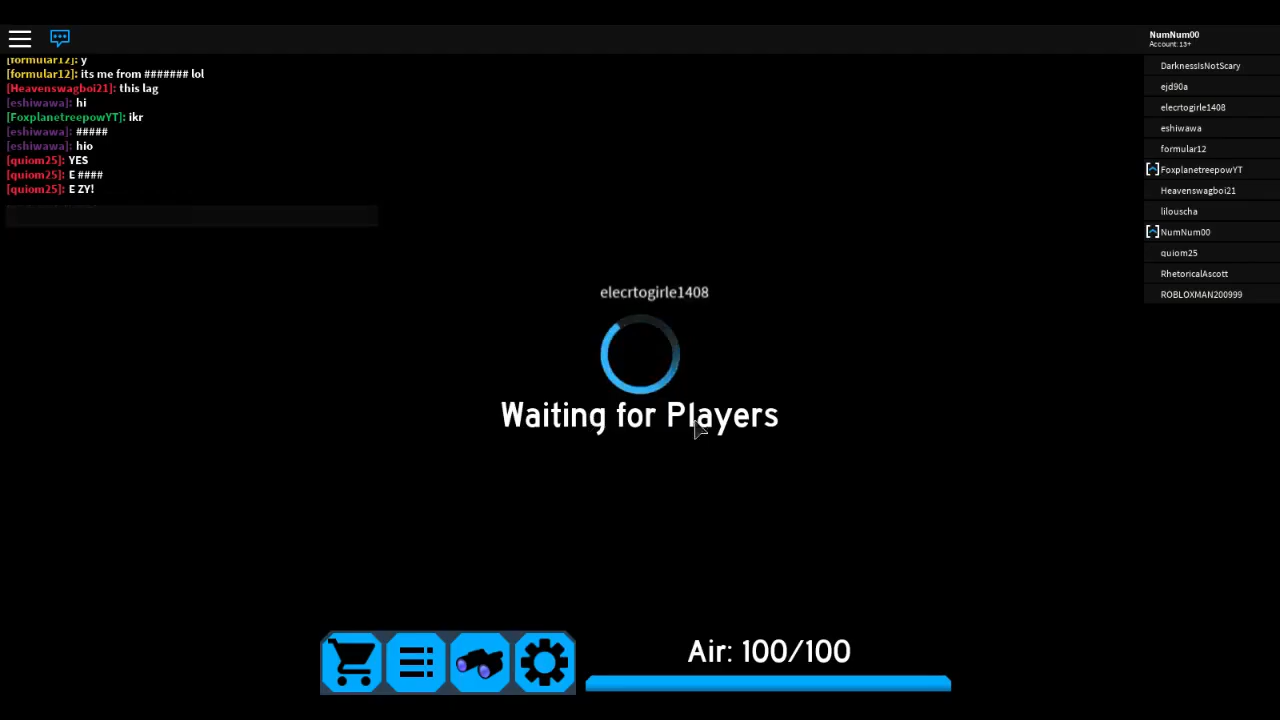 NumNum00
Account: 13+
[formular12]: y
[formular12]: its me from ####### lol
[Heavenswagboi21]: this lag
[eshiwawa]: hi
[FoxplanetreepowYT]: ikr
[eshiwawa]: #####
[eshiwawa]: hio
[quiom25]: YES
[quiom25]: E ####
[quiom25]: E ZY!
DarknessIsNotScary
ejd90a
elecrtogirle1408
eshiwawa
formular12
FoxplanetreepowYT
Heavenswagboi21
lilouscha
NumNum00
quiom25
RhetoricalAscott
ROBLOXMAN200999
elecrtogirle1408
Waiting for Players
Air: 100/100